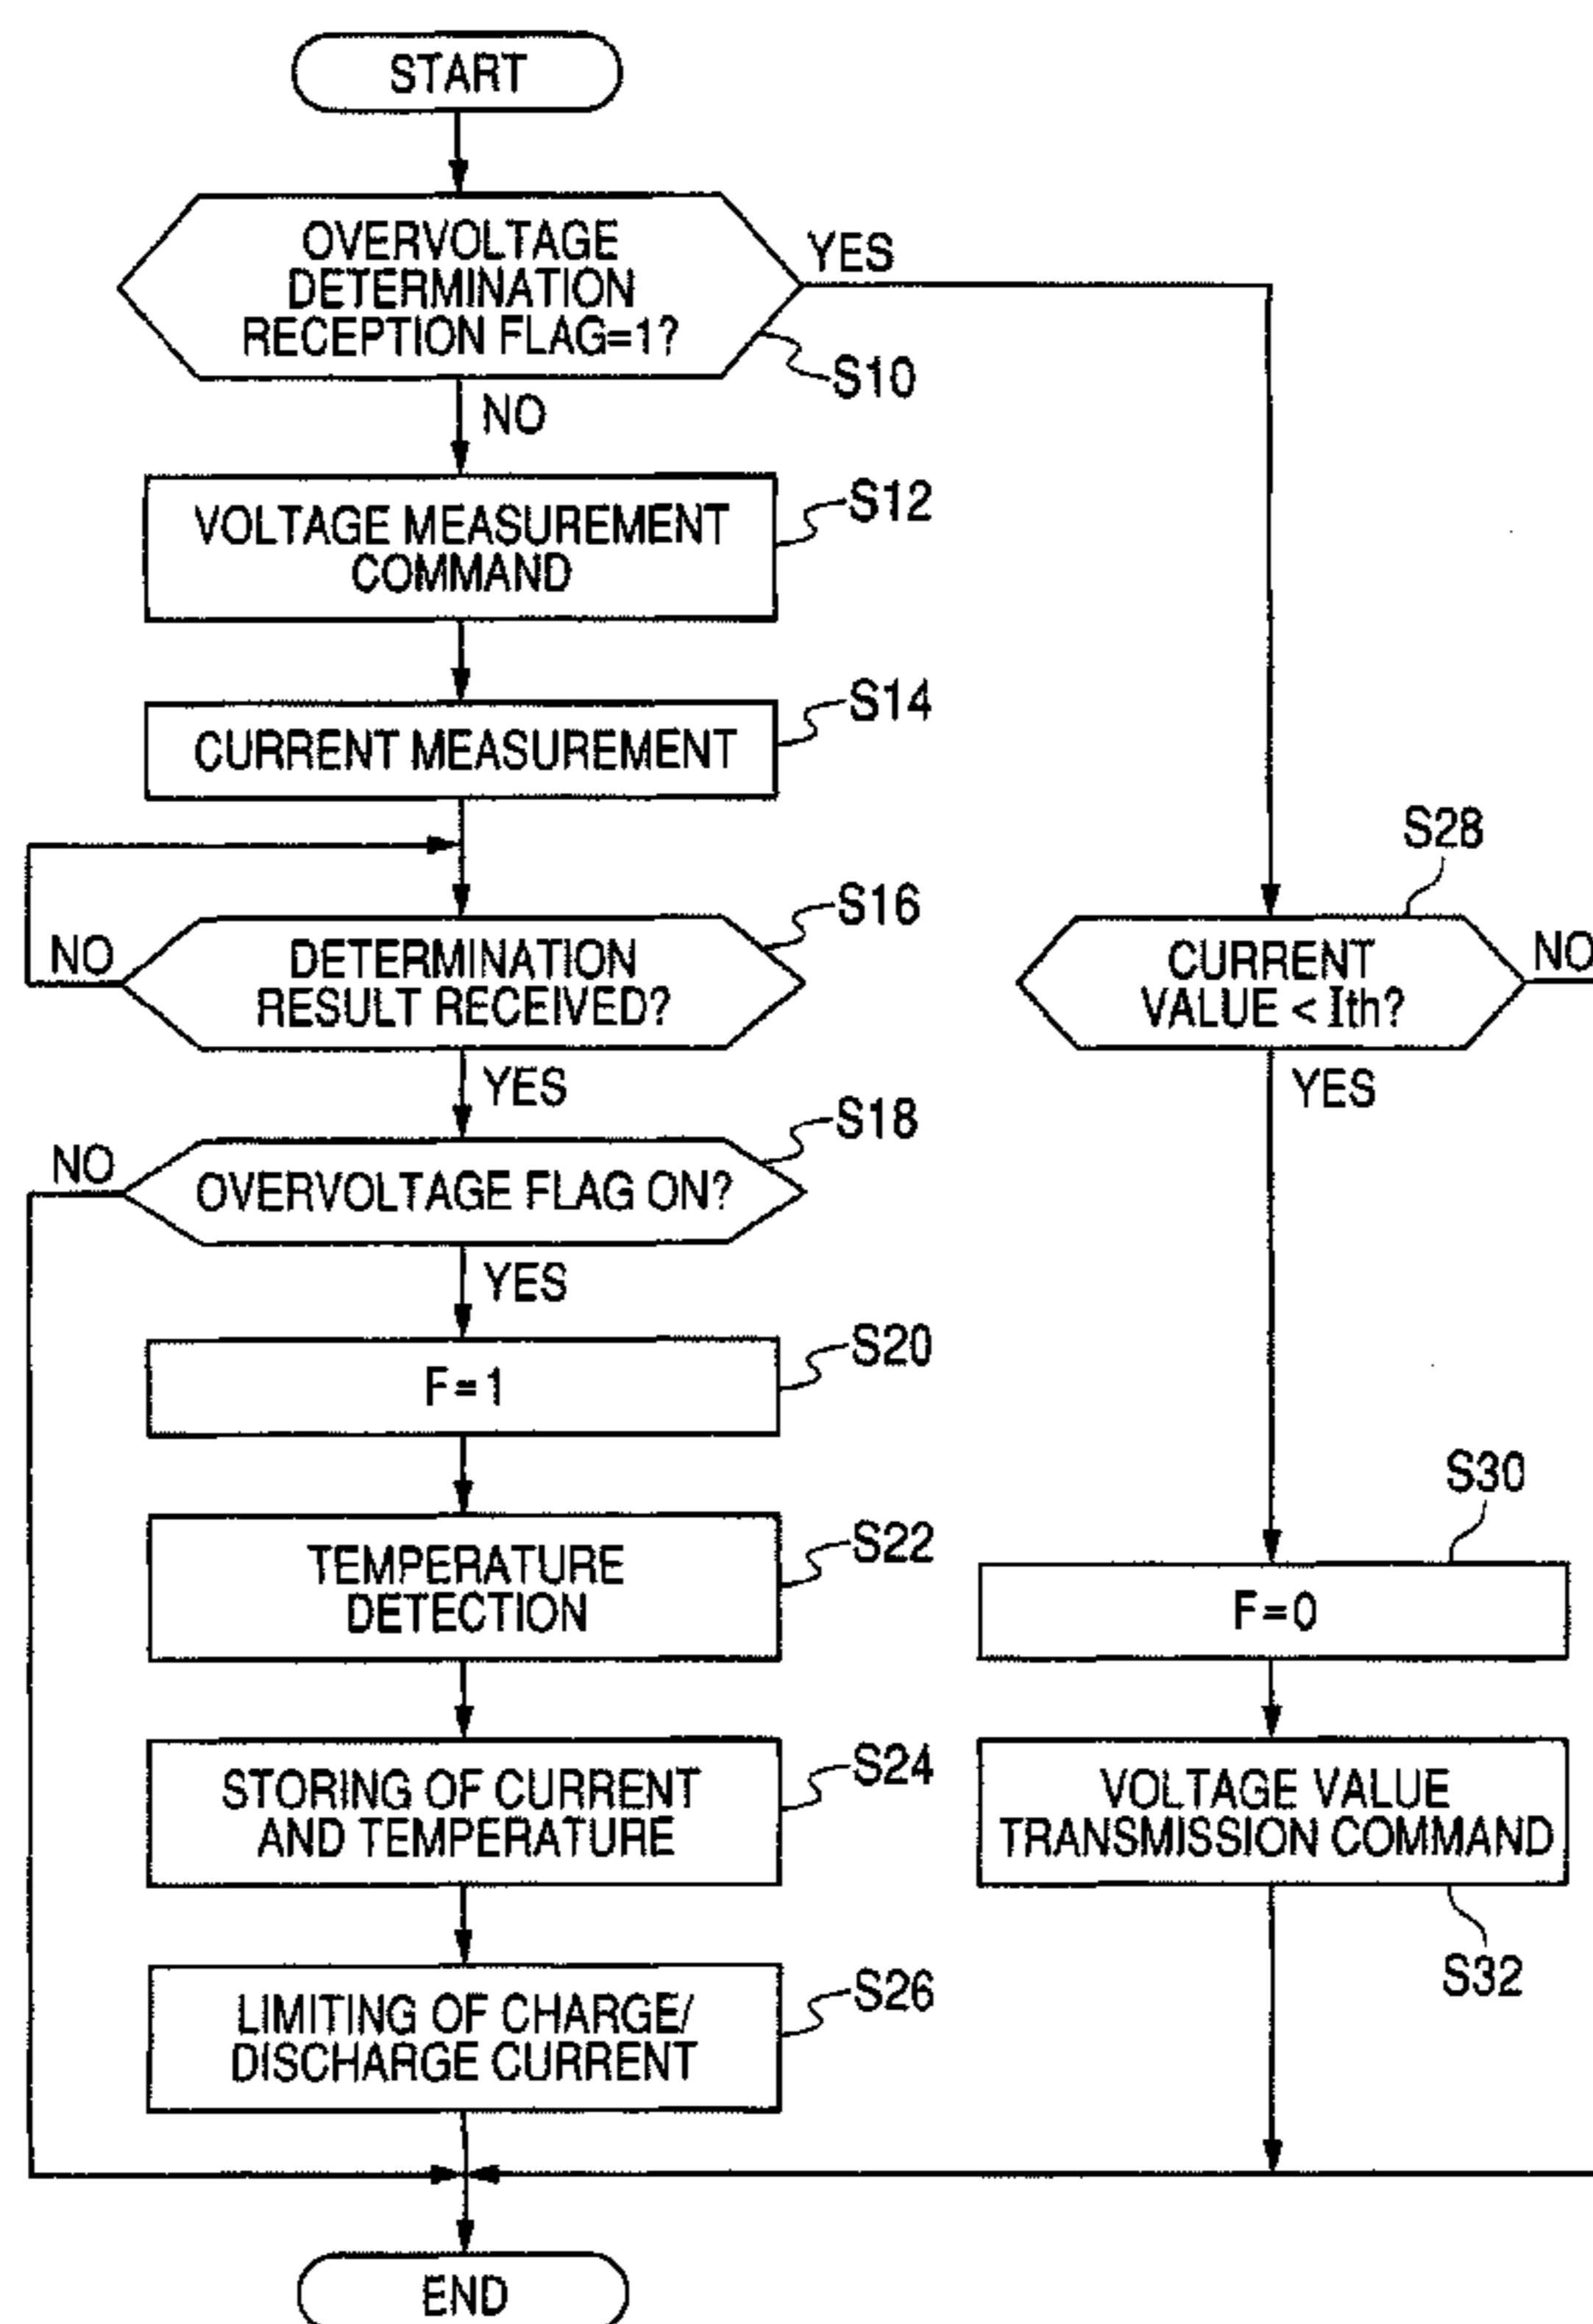 START
OVERVOLTAGE
DETERMINATION
RECEPTION FLAG=1?
YES
S10
NO
VOLTAGE MEASUREMENT
COMMAND
S12
CURRENT MEASUREMENT
S14
DETERMINATION
RESULT RECEIVED?
NO
S16
YES
OVERVOLTAGE FLAG ON?
NO
S18
YES
F=1
S20
TEMPERATURE
DETECTION
S22
STORING OF CURRENT
AND TEMPERATURE
S24
LIMITING OF CHARGE/
DISCHARGE CURRENT
S26
S28
CURRENT
VALUE < Ith?
NO
YES
S30
F=0
VOLTAGE VALUE
TRANSMISSION COMMAND
S32
END